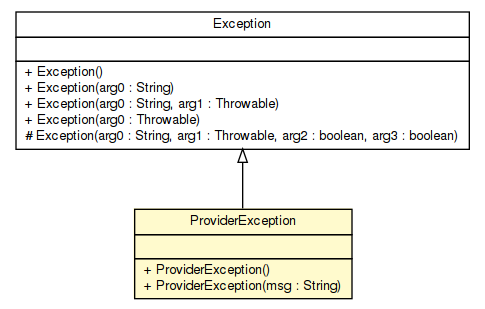 Exception
+ Exception()
+ Exception(arg0 : String)
+ Exception(arg0 : String, arg1 : Throwable)
+ Exception(arg0 : Throwable)
# Exception(arg0 : String, arg1 : Throwable, arg2 : boolean, arg3 : boolean)
ProviderException
+ ProviderException()
+ ProviderException(msg : String)